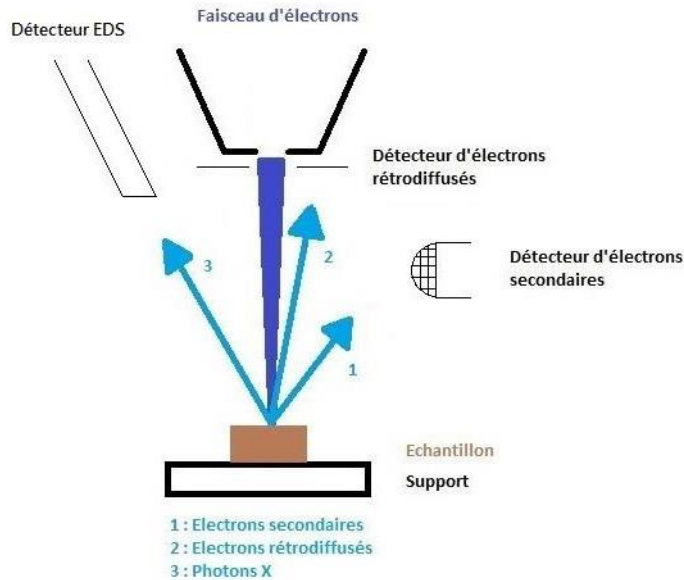 Faisceau d'électrons
Détecteur EDS
Détecteur d'électrons
rétrodiffusés
3
2
Détecteur d'électrons
secondaires
1
Echantillon
Support
1 : Electrons secondaires
2 : Electrons rétrodiffusés
3 : Photons X